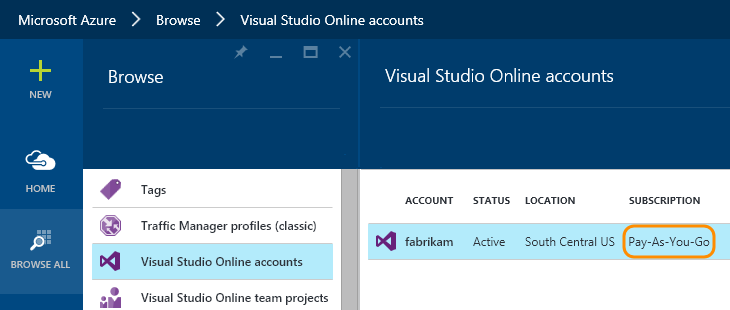 Microsoft Azure > Browse > Visual Studio Online accounts
NEW
HOME
BROWSE ALL
Browse
Tags
Traffic Manager profiles (classic)
Visual Studio Online accounts
Visual Studio Online team projects
Visual Studio Online accounts
ACCOUNT STATUS LOCATION SUBSCRIPTION
fabrikam Active South Central US Pay-As-You-Go